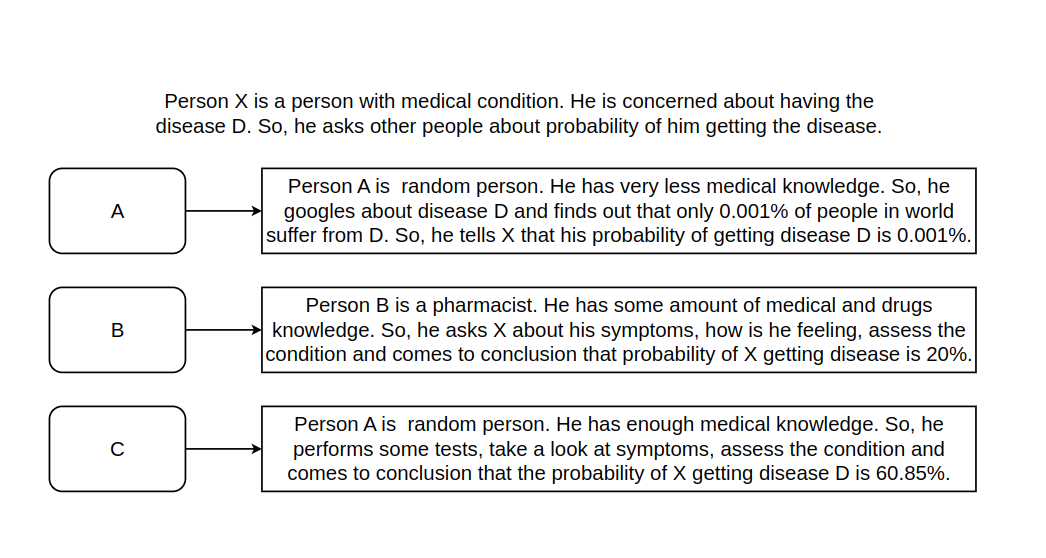 Person X is a person with medical condition. He is concerned about having the
disease D. So, he asks other people about probability of him getting the disease.
A
Person A is  random person. He has very less medical knowledge. So, he
googles about disease D and finds out that only 0.001% of people in world
suffer from D. So, he tells X that his probability of getting disease D is 0.001%.
B
Person B is a pharmacist. He has some amount of medical and drugs
knowledge. So, he asks X about his symptoms, how is he feeling, assess the
condition and comes to conclusion that probability of X getting disease is 20%.
C
Person A is  random person. He has enough medical knowledge. So, he
performs some tests, take a look at symptoms, assess the condition and
comes to conclusion that the probability of X getting disease D is 60.85%.